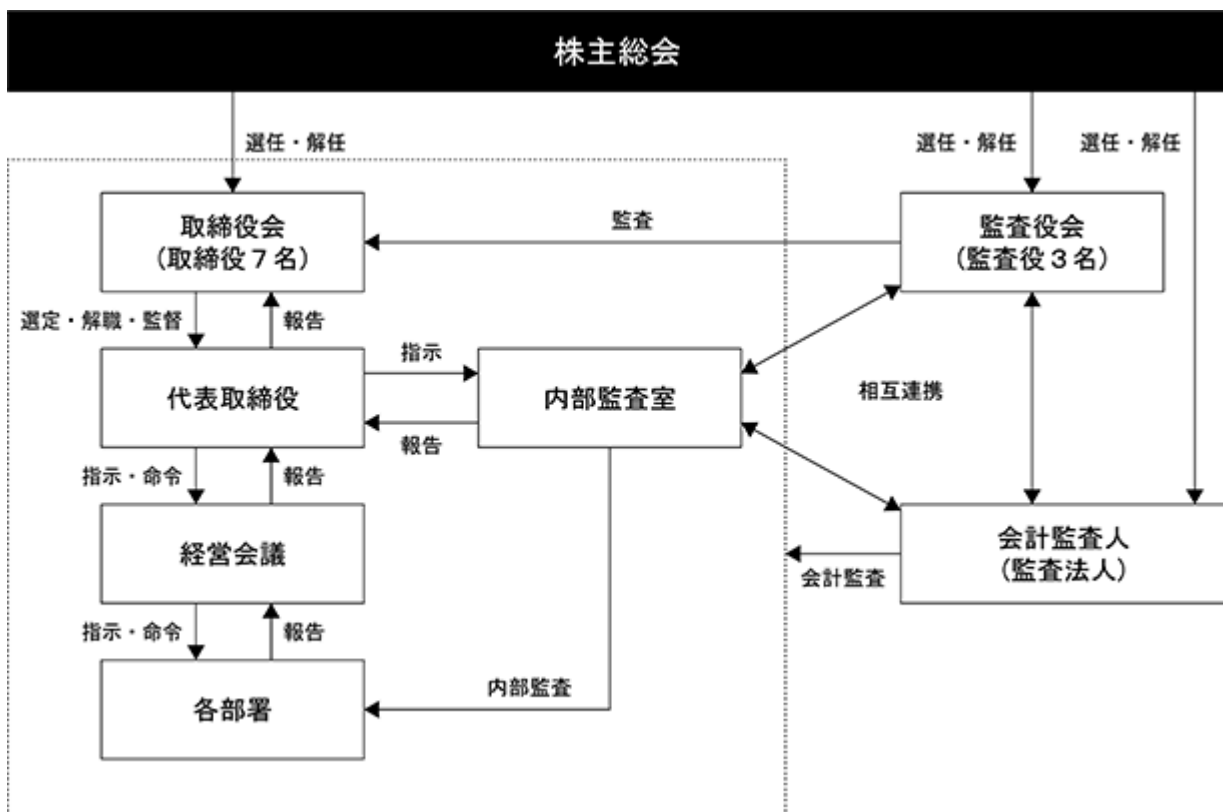 株主総会
選任・解任
選任・解任
選任・解任
取締役会
(取締役7名)
監査
監査役会
(監査役3名)
選定・解職・監督
報告
代表取締役
指示
報告
内部監査室
相互連携
指示・命令
報告
経営会議
会計監査
会計監査人
(監査法人)
指示・命令
報告
各部署
内部監査